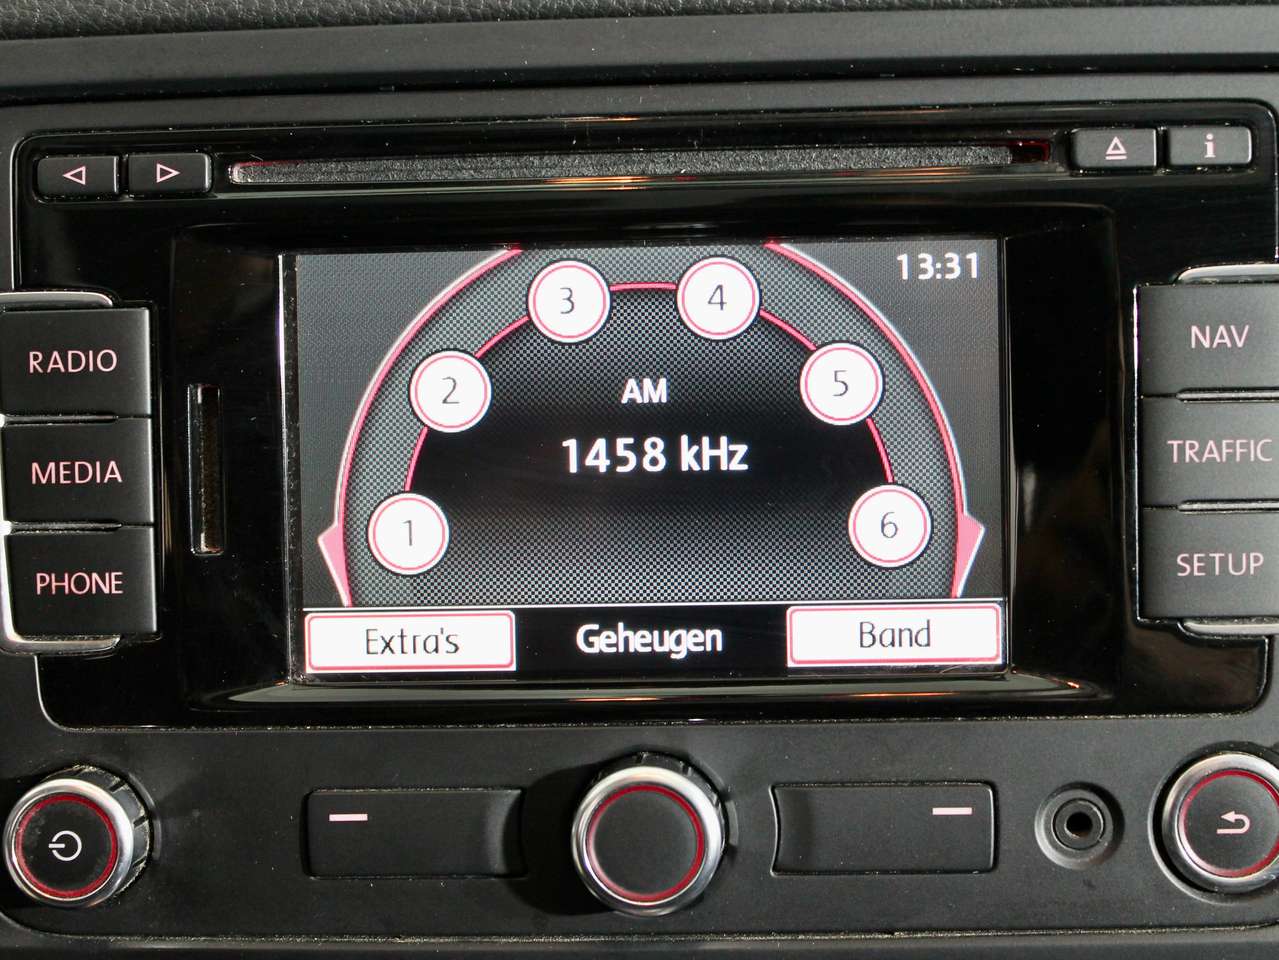 i
13:31
3
4
2
5
AM
1458 kHz
1
6
Extra's
Geheugen
Band
RADIO
MEDIA
PHONE
NAV
TRAFFIC
SETUP